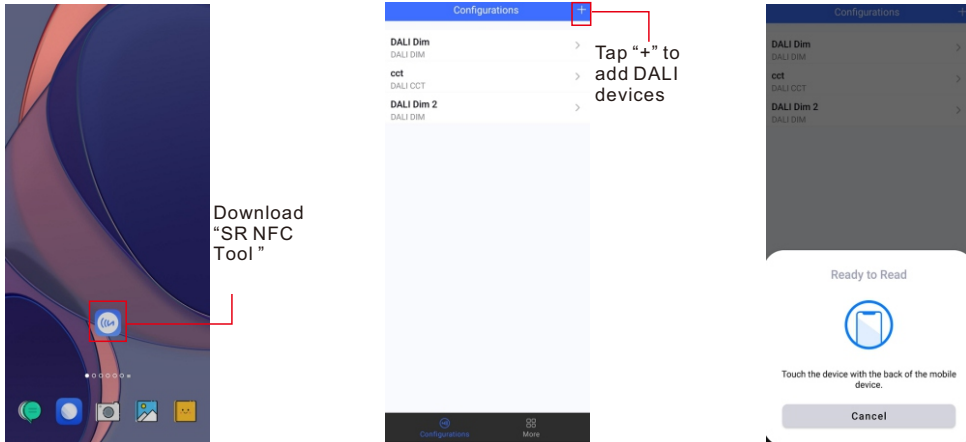 Download
“SR NFC
Tool ”
Configurations
+
DALI Dim
DALI DIM
cct
DALI CCT
DALI Dim 2
DALI DIM
Configurations
More
Tap “+” to
add DALI
devices
Configurations
+
DALI Dim
DALI DIM
cct
DALI CCT
DALI Dim 2
DALI DIM
Ready to Read
Touch the device with the back of the mobile
device.
Cancel